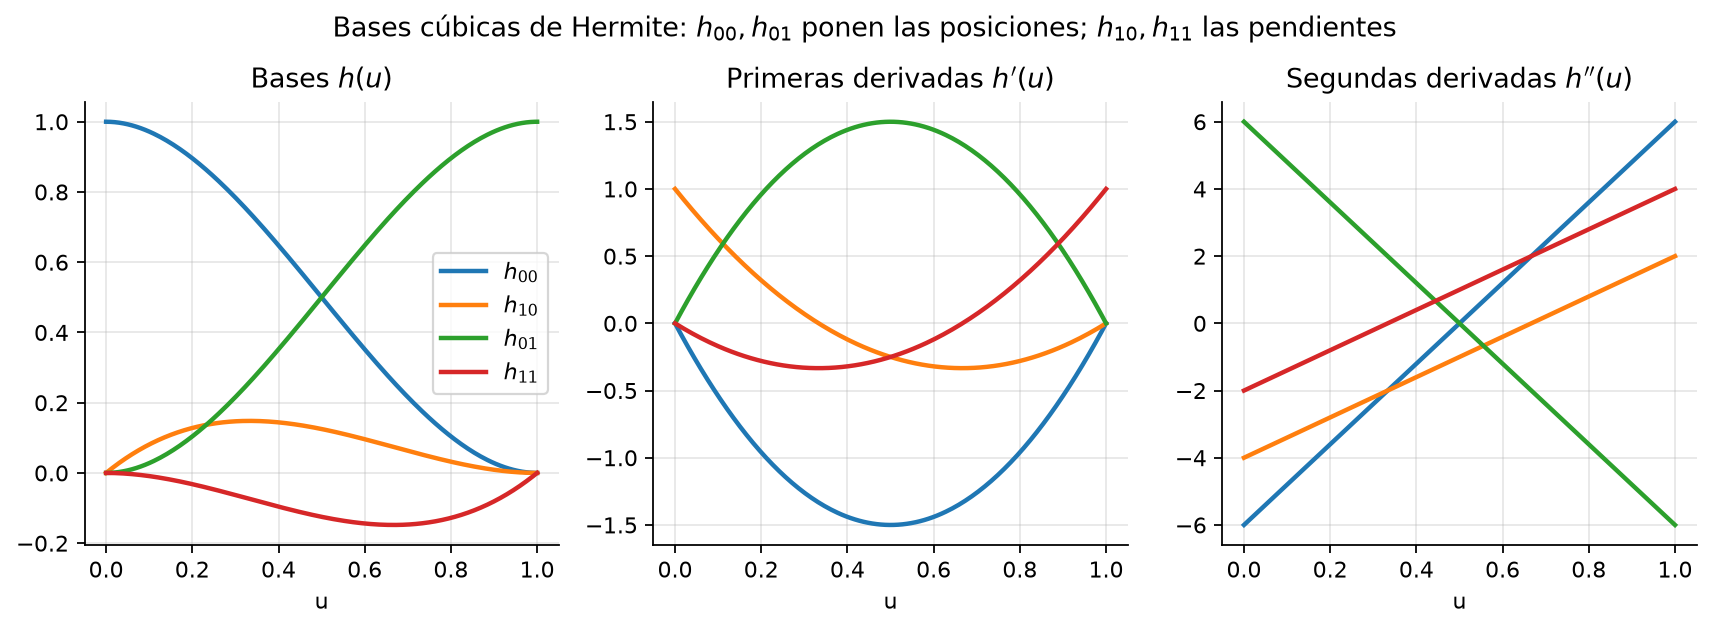 Bases cúbicas de Hermite: h₀₀, h₀₁ ponen las posiciones; h₁₀, h₁₁ las pendientes
Bases h(u)
1.0
0.8
0.6
0.4
0.2
0.0
−0.2
0.0 0.2 0.4 0.6 0.8 1.0
u
h₀₀
h₁₀
h₀₁
h₁₁
Primeras derivadas h′(u)
1.5
1.0
0.5
0.0
−0.5
−1.0
−1.5
0.0 0.2 0.4 0.6 0.8 1.0
u
Segundas derivadas h″(u)
6
4
2
0
−2
−4
−6
0.0 0.2 0.4 0.6 0.8 1.0
u